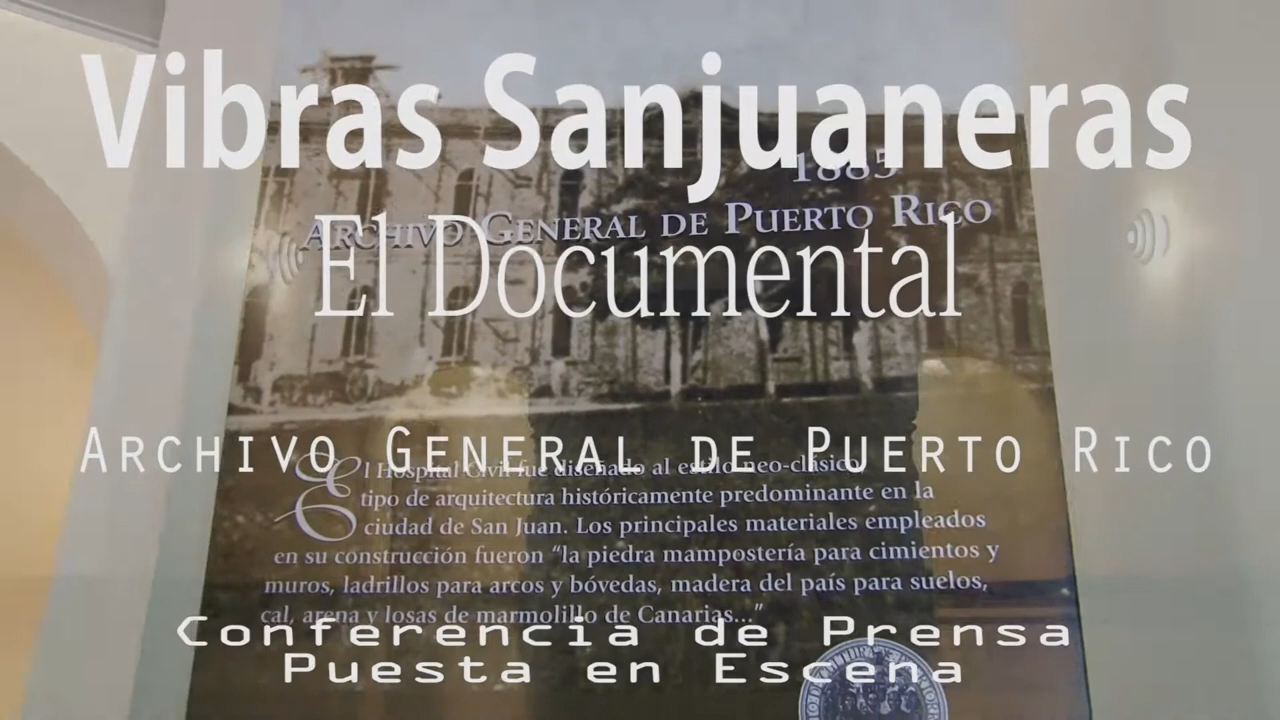 Vibras Sanjuaneras
1885
ARCHIVO GENERAL DE PUERTO RICO
El Documental
ARCHIVO GENERAL DE PUERTO RICO
El Hospital Civil fue diseñado al estilo neo-clásico,
tipo de arquitectura históricamente predominante en la
ciudad de San Juan. Los principales materiales empleados
en su construcción fueron “la piedra mampostería para cimientos y
muros, ladrillos para arcos y bóvedas, madera del país para suelos,
cal, arena y losas de marmolillo de Canarias...”
Conferencia de Prensa
Puesta en Escena